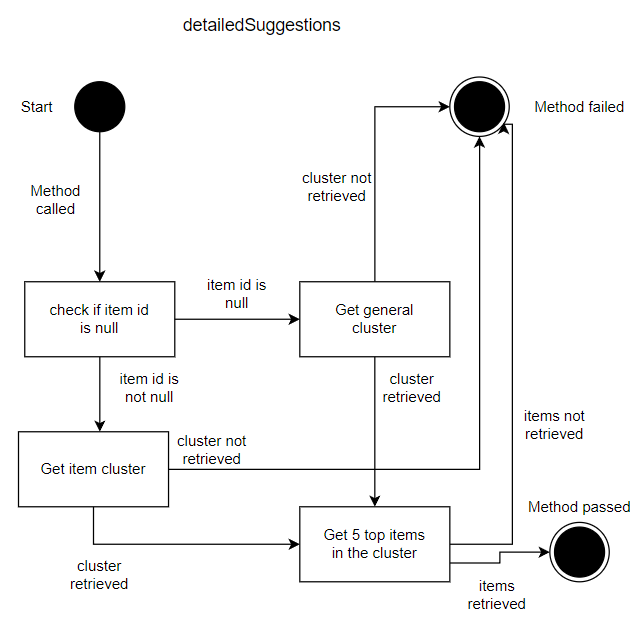 detailedSuggestions
Start
Method failed
cluster not
retrieved
Method
called
item id is
null
check if item id
is null
Get general
cluster
item id is
not null
cluster
retrieved
items not
retrieved
cluster not
retrieved
Get item cluster
Method passed
Get 5 top items
in the cluster
cluster
retrieved
items
retrieved